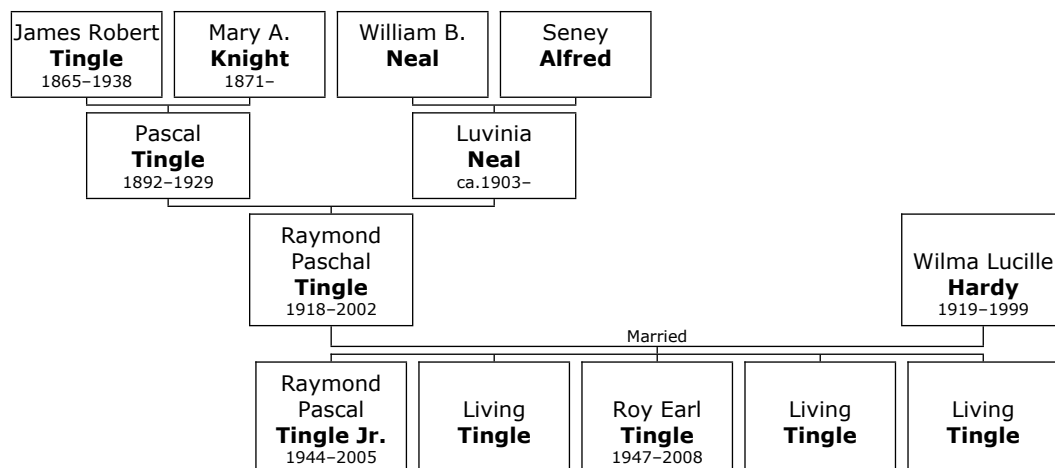 James Robert
Tingle
1865–1938
Mary A.
Knight
1871–
William B.
Neal
Seney
Alfred
Pascal
Tingle
1892–1929
Luvinia
Neal
ca.1903–
Raymond
Paschal
Tingle
1918–2002
Wilma Lucille
Hardy
1919–1999
Married
Raymond
Pascal
Tingle Jr.
1944–2005
Living
Tingle
Roy Earl
Tingle
1947–2008
Living
Tingle
Living
Tingle